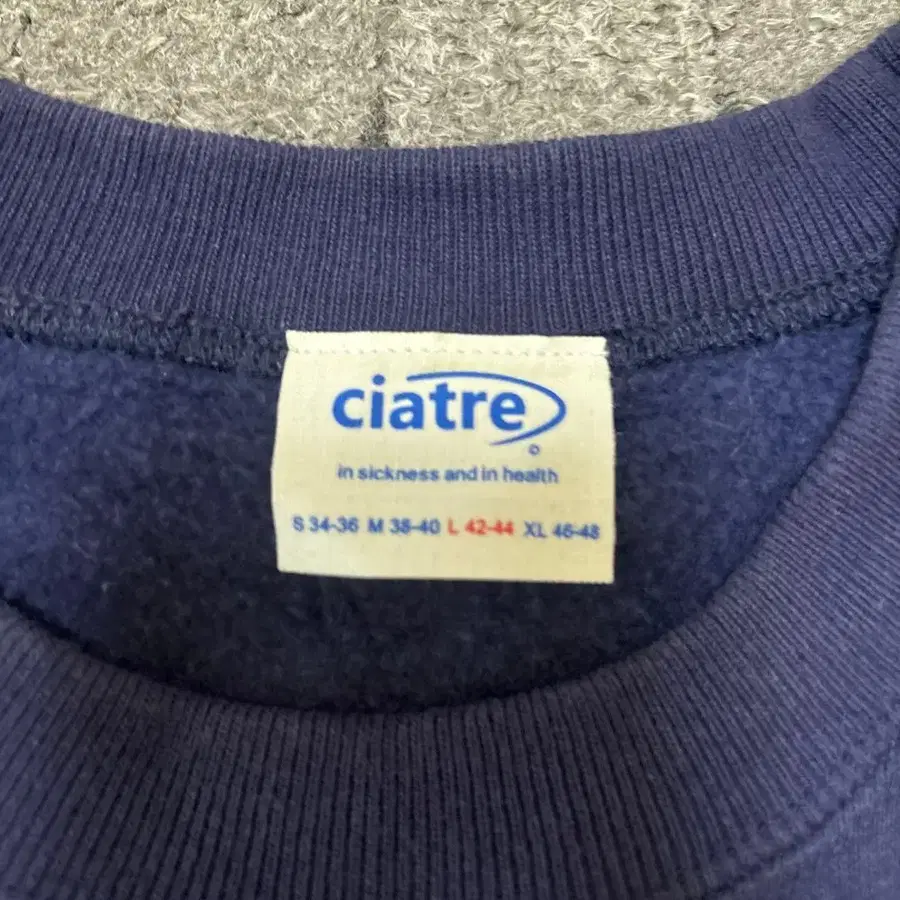 ciatre
in sickness and in health
S 34-36 M 38-40 L 42-44 XL 46-48